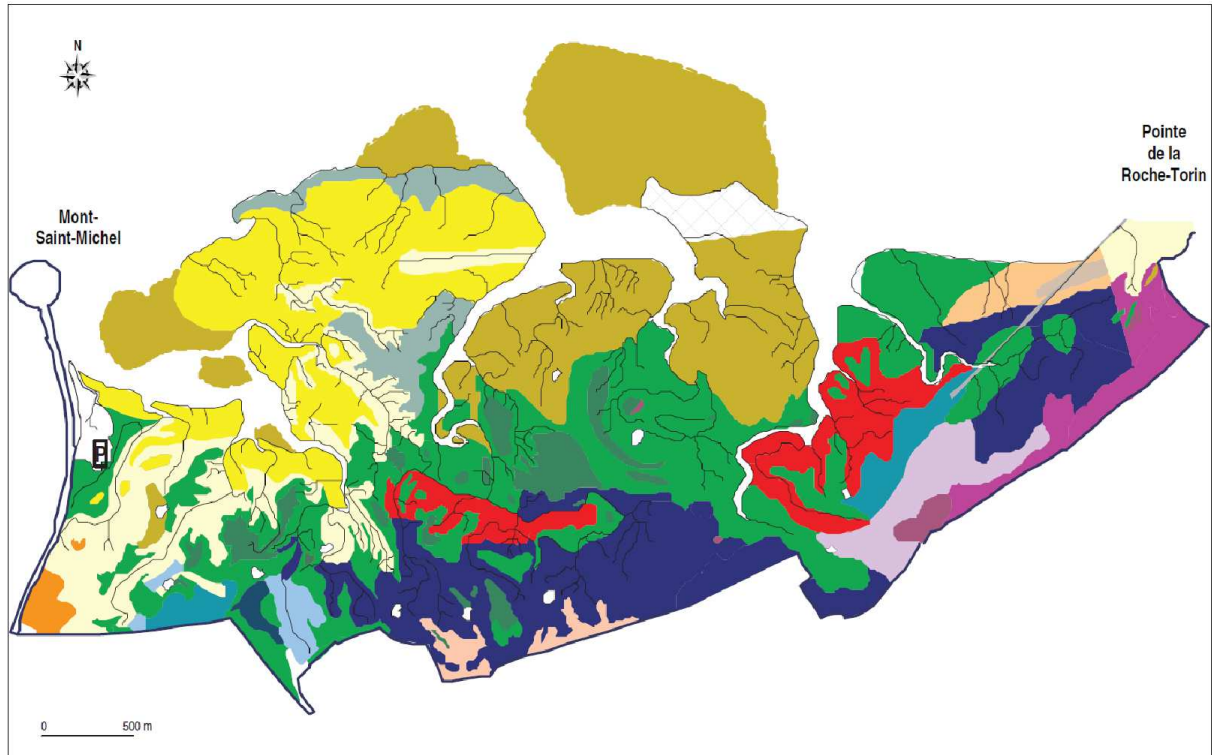 N
Mont-
Saint-Michel
Pointe
de la
Roche-Torin
P
0 500 m